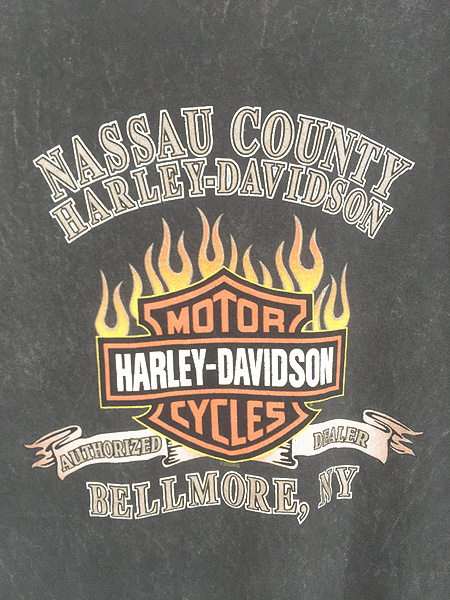 NASSAU COUNTY
HARLEY-DAVIDSON
MOTOR
HARLEY-DAVIDSON
CYCLES
AUTHORIZED DEALER
BELLMORE, NY